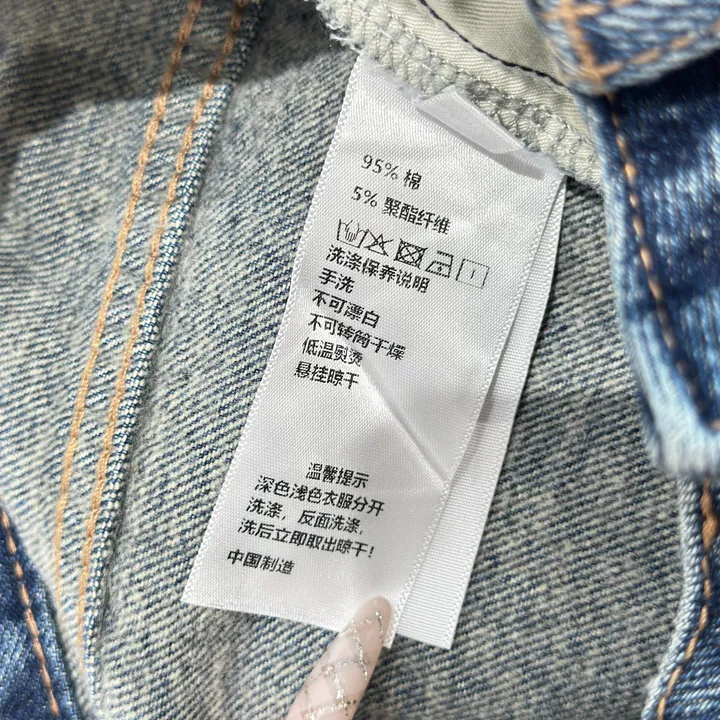 95% 棉
5% 聚酯纤维
洗涤保养说明
手洗
不可漂白
不可转筒干燥
低温熨烫
悬挂晾干
温馨提示
深色浅色衣服分开
洗涤，反面洗涤，
洗后立即取出晾干！
中国制造